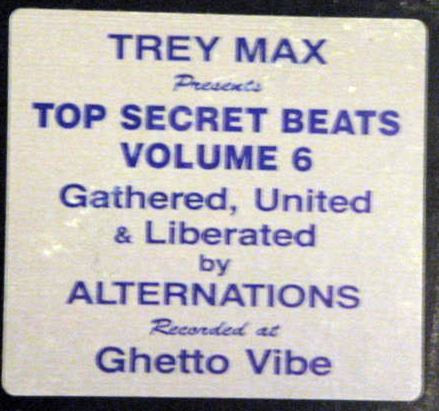 TREY MAX
Presents
TOP SECRET BEATS
VOLUME 6
Gathered, United
& Liberated
by
ALTERNATIONS
Recorded at
Ghetto Vibe